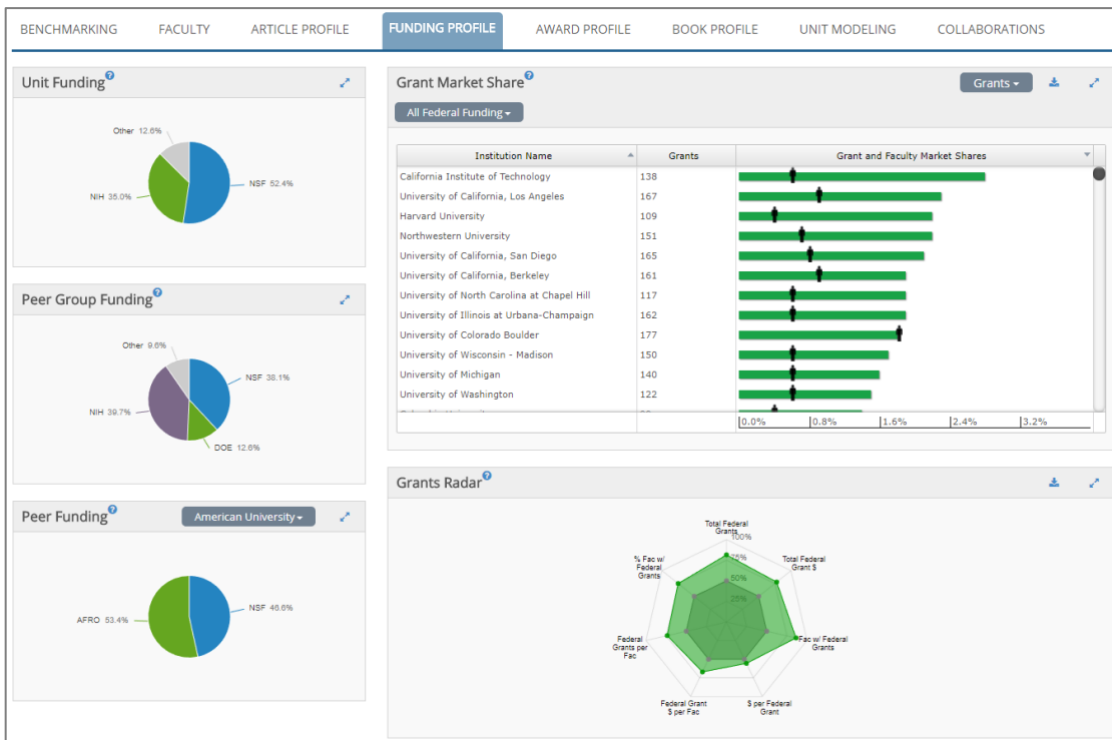 BENCHMARKING FACULTY ARTICLE PROFILE FUNDING PROFILE AWARD PROFILE BOOK PROFILE UNIT MODELING COLLABORATIONS
Unit Funding
Other 12.6%
NSF 52.4%
NIH 35.0%
Peer Group Funding
Other 9.6%
NSF 38.1%
NIH 39.7%
DOE 12.6%
Peer Funding American University
NSF 46.6%
AFRO 53.4%
Grant Market Share Grants
All Federal Funding
Institution Name Grants Grant and Faculty Market Shares
California Institute of Technology 138
University of California, Los Angeles 167
Harvard University 109
Northwestern University 151
University of California, San Diego 165
University of California, Berkeley 161
University of North Carolina at Chapel Hill 117
University of Illinois at Urbana-Champaign 162
University of Colorado Boulder 177
University of Wisconsin - Madison 150
University of Michigan 140
University of Washington 122
0.0% 0.8% 1.6% 2.4% 3.2%
Grants Radar
Total Federal
Grants
100%
75%
50%
25%
Total Federal
Grant $
Fac w/ Federal
Grants
$ per Federal
Grant
Federal Grant
$ per Fac
Federal
Grants per
Fac
% Fac w/
Federal
Grants